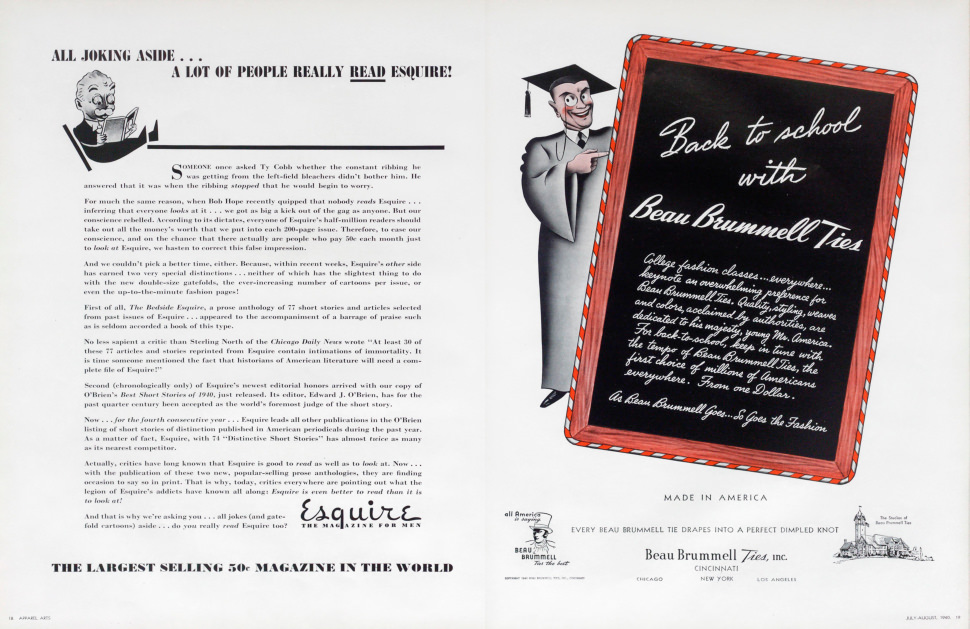 ALL JOKING ASIDE . . .
A LOT OF PEOPLE REALLY READ ESQUIRE!
SOMEONE once asked Ty Cobb whether the constant ribbing he
was getting from the left-field bleachers didn't bother him. He
answered that it was when the ribbing stopped that he would begin to worry.
For much the same reason, when Bob Hope recently quipped that nobody reads Esquire . . .
inferring that everyone looks at it . . . we got as big a kick out of the gag as anyone. But our
conscience rebelled. According to its dictates, everyone of Esquire's half-million readers should
take out all the money's worth that we put into each 200-page issue. Therefore, to ease our
conscience, and on the chance that there actually are people who pay 50c each month just
to look at Esquire, we hasten to correct this false impression.
And we couldn't pick a better time, either. Because, within recent weeks, Esquire's other side
has earned two very special distinctions . . . neither of which has the slightest thing to do
with the new double-size gatefolds, the ever-increasing number of cartoons per issue, or
even the up-to-the-minute fashion pages!
First of all, The Bedside Esquire, a prose anthology of 77 short stories and articles selected
from past issues of Esquire . . . appeared to the accompaniment of a barrage of praise such
as is seldom accorded a book of this type.
No less sapient a critic than Sterling North of the Chicago Daily News wrote "At least 30 of
these 77 articles and stories reprinted from Esquire contain intimations of immortality. It
is time someone mentioned the fact that historians of American literature will need a com-
plete file of Esquire!"
Second (chronologically only) of Esquire's newest editorial honors arrived with our copy of
O'Brien's Best Short Stories of 1940, just released. Its editor, Edward J. O'Brien, has for the
past quarter century been accepted as the world's foremost judge of the short story.
Now . . . for the fourth consecutive year . . . Esquire leads all other publications in the O'Brien
listing of short stories of distinction published in American periodicals during the past year.
As a matter of fact, Esquire, with 74 "Distinctive Short Stories" has almost twice as many
as its nearest competitor.
Actually, critics have long known that Esquire is good to read as well as to look at. Now . . .
with the publication of these two new, popular-selling prose anthologies, they are finding
occasion to say so in print. That is why, today, critics everywhere are pointing out what the
legion of Esquire's addicts have known all along: Esquire is even better to read than it is
to look at!
And that is why we're asking you . . . all jokes (and gate-
fold cartoons) aside . . . do you really read Esquire too?
Esquire
THE MAGAZINE FOR MEN
THE LARGEST SELLING 50c MAGAZINE IN THE WORLD
18 APPAREL ARTS
Back to school
with
Beau Brummell Ties
College fashion classes...everywhere...
keynote an overwhelming preference for
Beau Brummell Ties. Quality, styling, weaves
and colors, acclaimed by authorities, are
dedicated to his majesty, young Mr. America.
For back-to-school, keep in tune with
the tempo of Beau Brummell Ties, the
first choice of millions of Americans
everywhere. From one Dollar.
As Beau Brummell Goes...So Goes the Fashion
MADE IN AMERICA
all America
is saying
BEAU
BRUMMELL
Ties the best
EVERY BEAU BRUMMELL TIE DRAPES INTO A PERFECT DIMPLED KNOT
Beau Brummell Ties, INC.
CINCINNATI
CHICAGO NEW YORK LOS ANGELES
The Shelter of
Beau Brummell Ties
JULY-AUGUST, 1940 19